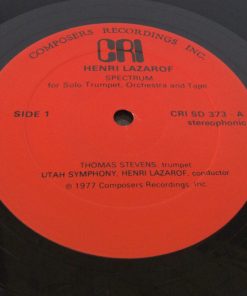 COMPOSERS RECORDINGS INC.
CRI
HENRI LAZAROF
SPECTRUM
for Solo Trumpet, Orchestra and Tape
SIDE 1
CRI SD 373 - A
stereophonic
THOMAS STEVENS, trumpet
UTAH SYMPHONY, HENRI LAZAROF, conductor
℗ 1977 Composers Recordings, Inc.